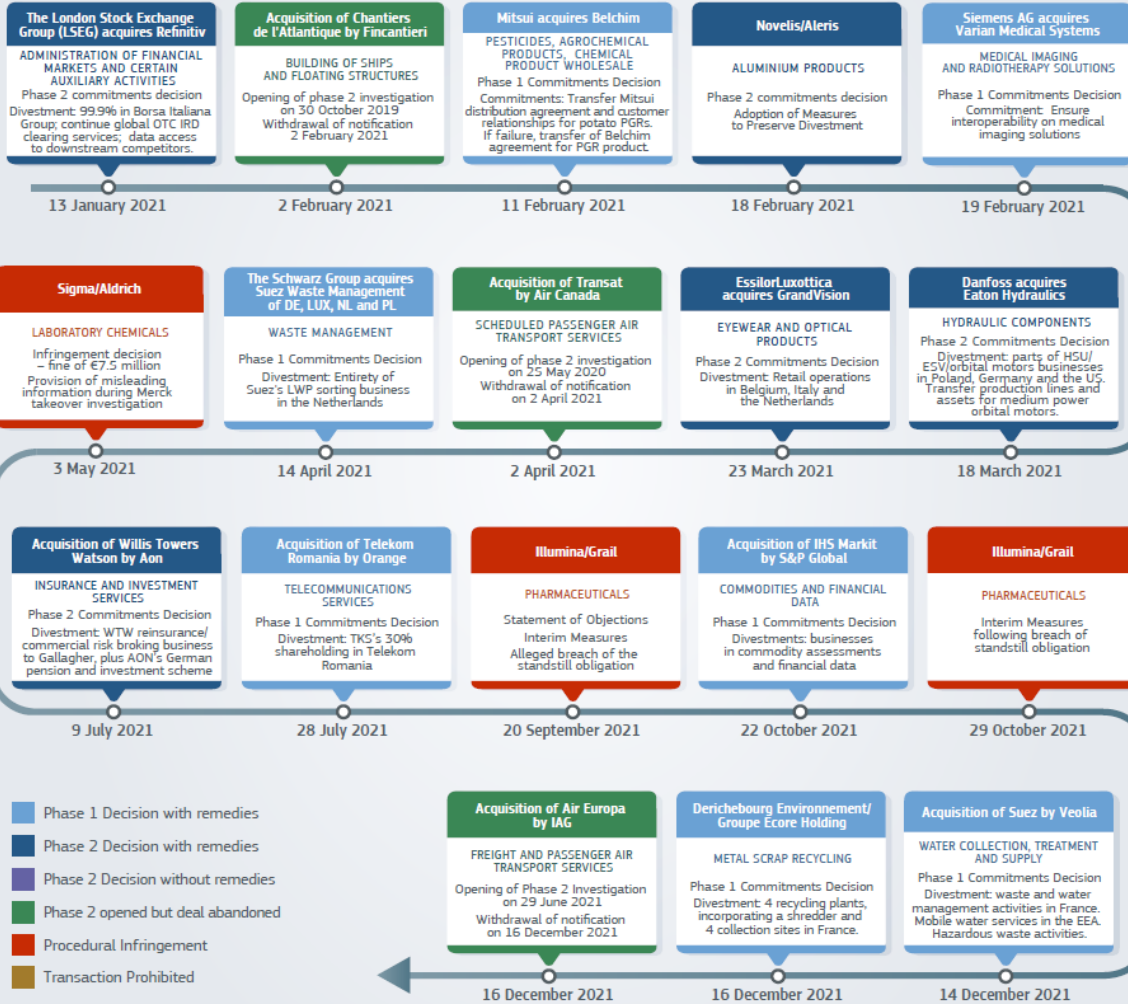 The London Stock Exchange
Group (LSEG) acquires Refinitiv
ADMINISTRATION OF FINANCIAL
MARKETS AND CERTAIN
AUXILIARY ACTIVITIES
Phase 2 commitments decision
Divestment: 99.9% in Borsa Italiana
Group; continue global OTC IRD
clearing services; data access
to downstream competitors.
13 January 2021
Acquisition of Chantiers
de l'Atlantique by Fincantieri
BUILDING OF SHIPS
AND FLOATING STRUCTURES
Opening of phase 2 investigation
on 30 October 2019
Withdrawal of notification
2 February 2021
2 February 2021
Mitsui acquires Belchim
PESTICIDES, AGROCHEMICAL
PRODUCTS, CHEMICAL
PRODUCT WHOLESALE
Phase 1 Commitments Decision
Commitments: Transfer Mitsui
distribution agreement and customer
relationships for potato PGRs.
If failure, transfer of Belchim
agreement for PGR product.
11 February 2021
Novelis/Aleris
ALUMINIUM PRODUCTS
Phase 2 commitments decision
Adoption of Measures
to Preserve Divestment
18 February 2021
Siemens AG acquires
Varian Medical Systems
MEDICAL IMAGING
AND RADIOTHERAPY SOLUTIONS
Phase 1 Commitments Decision
Commitment: Ensure
interoperability on medical
imaging solutions
19 February 2021
Sigma/Aldrich
LABORATORY CHEMICALS
Infringement decision
– fine of €7.5 million
Provision of misleading
information during Merck
takeover investigation
3 May 2021
The Schwarz Group acquires
Suez Waste Management
of DE, LUX, NL and PL
WASTE MANAGEMENT
Phase 1 Commitments Decision
Divestment: Entirety of
Suez's LWP sorting business
in the Netherlands
14 April 2021
Acquisition of Transat
by Air Canada
SCHEDULED PASSENGER AIR
TRANSPORT SERVICES
Opening of phase 2 investigation
on 25 May 2020
Withdrawal of notification
on 2 April 2021
2 April 2021
EssilorLuxottica
acquires GrandVision
EYEWEAR AND OPTICAL
PRODUCTS
Phase 2 Commitments Decision
Divestment: Retail operations
in Belgium, Italy and
the Netherlands
23 March 2021
Danfoss acquires
Eaton Hydraulics
HYDRAULIC COMPONENTS
Phase 2 Commitments Decision
Divestment: parts of HSU/
ESV/orbital motors businesses
in Poland, Germany and the US.
Transfer production lines and
assets for medium power
orbital motors.
18 March 2021
Acquisition of Willis Towers
Watson by Aon
INSURANCE AND INVESTMENT
SERVICES
Phase 2 Commitments Decision
Divestment: WTW reinsurance/
commercial risk broking business
to Gallagher, plus AON's German
pension and investment scheme
9 July 2021
Acquisition of Telekom
Romania by Orange
TELECOMMUNICATIONS
SERVICES
Phase 1 Commitments Decision
Divestment: TKS's 30%
shareholding in Telekom
Romania
28 July 2021
Illumina/Grail
PHARMACEUTICALS
Statement of Objections
Interim Measures
Alleged breach of the
standstill obligation
20 September 2021
Acquisition of IHS Markit
by S&P Global
COMMODITIES AND FINANCIAL
DATA
Phase 1 Commitments Decision
Divestments: businesses
in commodity assessments
and financial data
22 October 2021
Illumina/Grail
PHARMACEUTICALS
Interim Measures
following breach of
standstill obligation
29 October 2021
Phase 1 Decision with remedies
Phase 2 Decision with remedies
Phase 2 Decision without remedies
Phase 2 opened but deal abandoned
Procedural Infringement
Transaction Prohibited
Acquisition of Air Europa
by IAG
FREIGHT AND PASSENGER AIR
TRANSPORT SERVICES
Opening of Phase 2 Investigation
on 29 June 2021
Withdrawal of notification
on 16 December 2021
16 December 2021
Derichebourg Environnement/
Groupe Ecore Holding
METAL SCRAP RECYCLING
Phase 1 Commitments Decision
Divestment: 4 recycling plants,
incorporating a shredder and
4 collection sites in France.
16 December 2021
Acquisition of Suez by Veolia
WATER COLLECTION, TREATMENT
AND SUPPLY
Phase 1 Commitments Decision
Divestment: waste and water
management activities in France.
Mobile water services in the EEA.
Hazardous waste activities.
14 December 2021